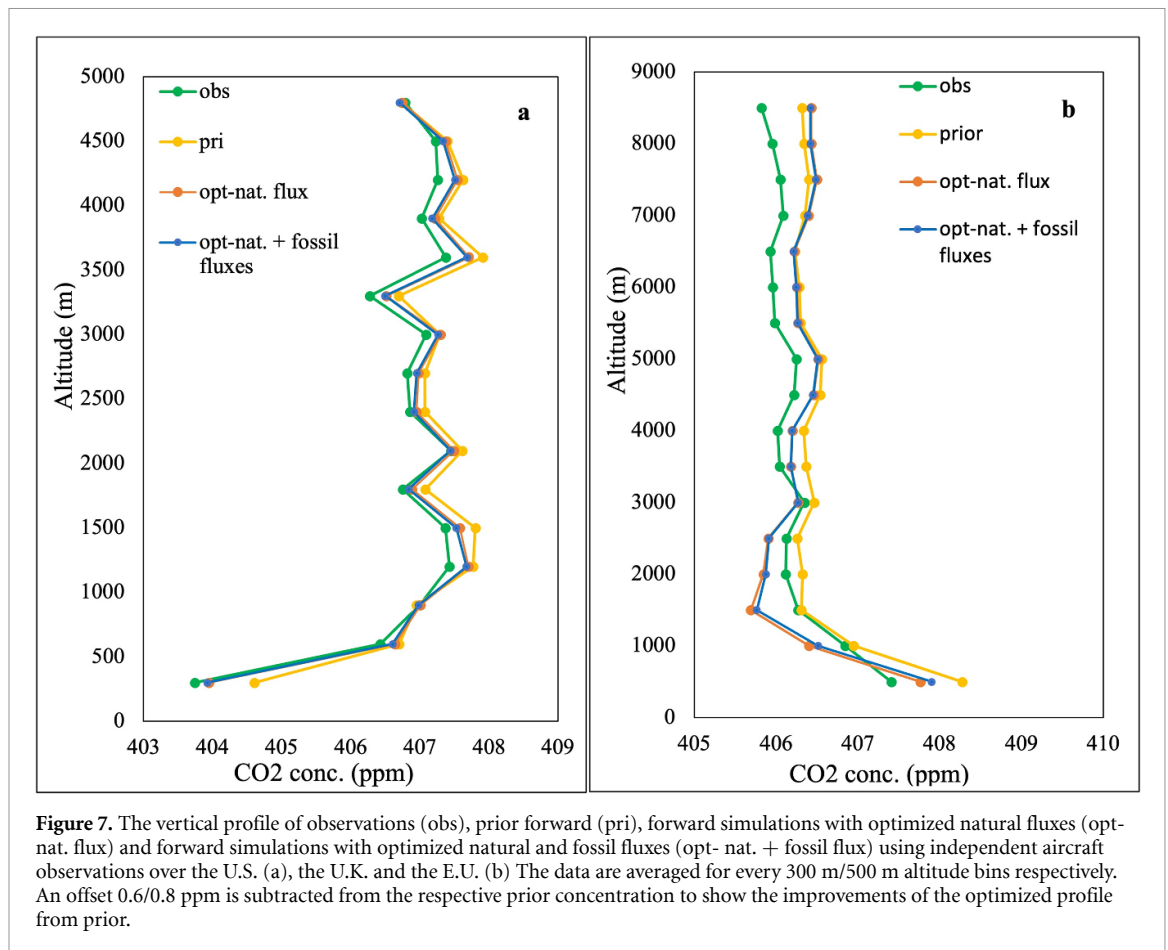 5000
4500
4000
3500
3000
2500
2000
1500
1000
500
0
Altitude (m)
403 404 405 406 407 408 409
CO2 conc. (ppm)
obs
pri
opt-nat. flux
opt-nat. + fossil
fluxes
a
9000
8000
7000
6000
5000
4000
3000
2000
1000
0
Altitude (m)
405 406 407 408 409 410
CO2 conc. (ppm)
obs
prior
opt-nat. flux
opt-nat. + fossil
fluxes
b
Figure 7. The vertical profile of observations (obs), prior forward (pri), forward simulations with optimized natural fluxes (opt-
nat. flux) and forward simulations with optimized natural and fossil fluxes (opt- nat. + fossil flux) using independent aircraft
observations over the U.S. (a), the U.K. and the E.U. (b) The data are averaged for every 300 m/500 m altitude bins respectively.
An offset 0.6/0.8 ppm is subtracted from the respective prior concentration to show the improvements of the optimized profile
from prior.